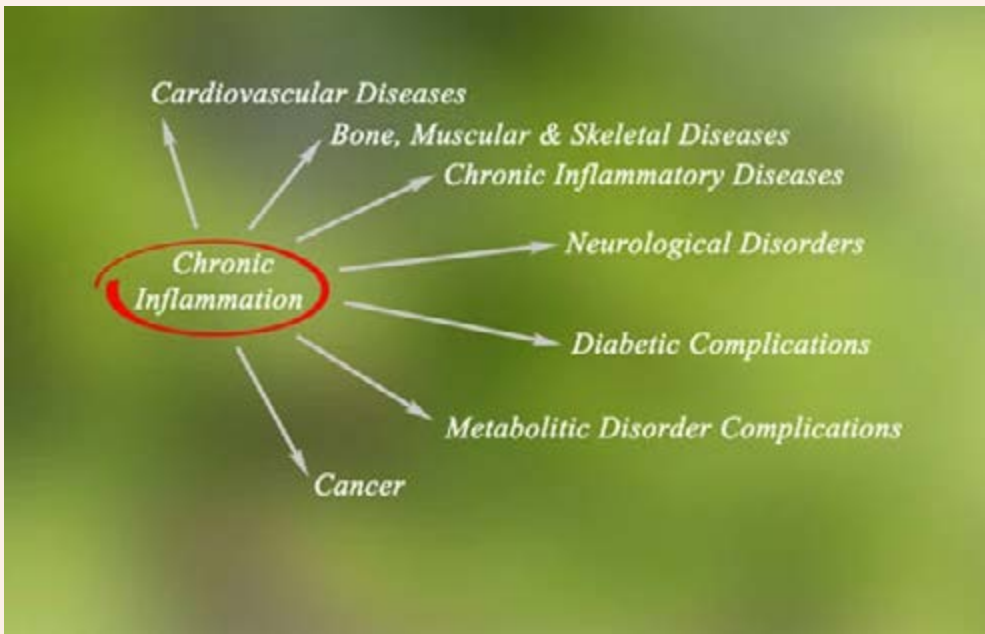 Cardiovascular Diseases
Bone, Muscular & Skeletal Diseases
Chronic Inflammatory Diseases
Neurological Disorders
Chronic
Inflammation
Diabetic Complications
Metabolitic Disorder Complications
Cancer